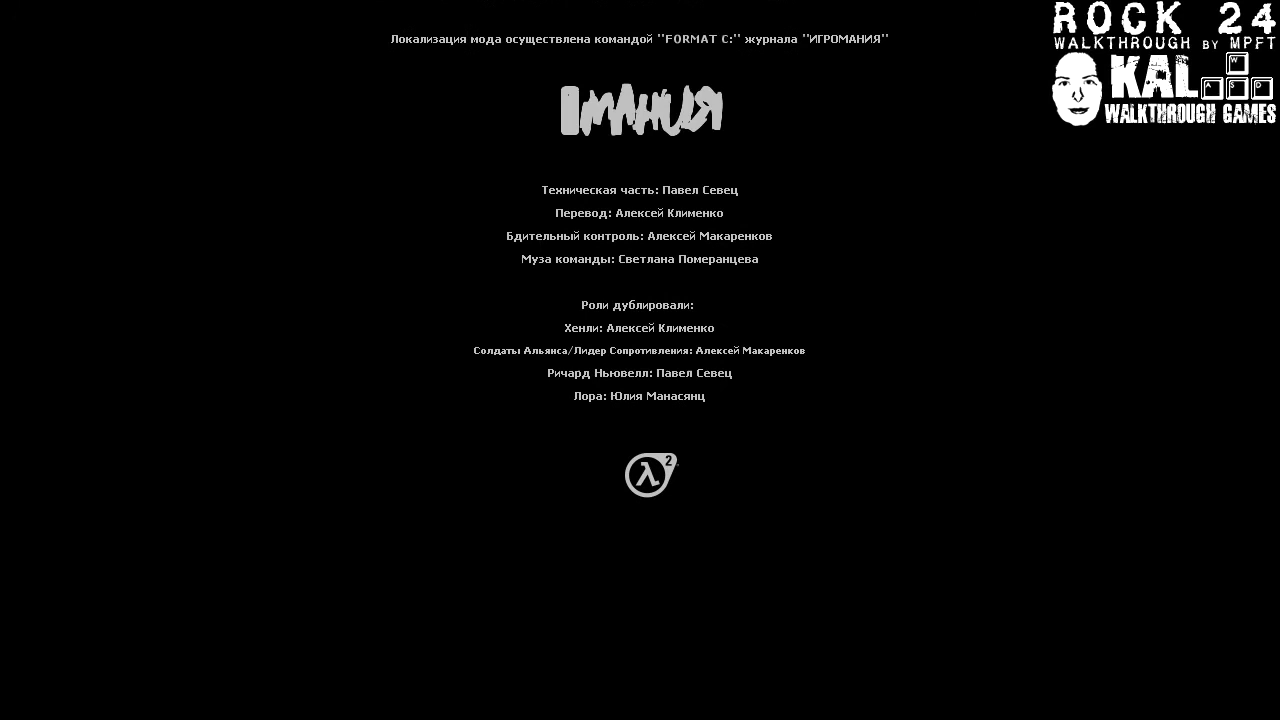 Локализация мода осуществлена командой ''FORMAT C:'' журнала ''ИГРОМАНИЯ''
ROCK 24
WALKTHROUGH BY MPFT
KAL
W
A S D
WALKTHROUGH GAMES
мАНИЯ
Техническая часть: Павел Севец
Перевод: Алексей Клименко
Бдительный контроль: Алексей Макаренков
Муза команды: Светлана Померанцева
Роли дублировали:
Хенли: Алексей Клименко
Солдаты Альянса/Лидер Сопротивления: Алексей Макаренков
Ричард Ньювелл: Павел Севец
Лора: Юлия Манасянц
λ2